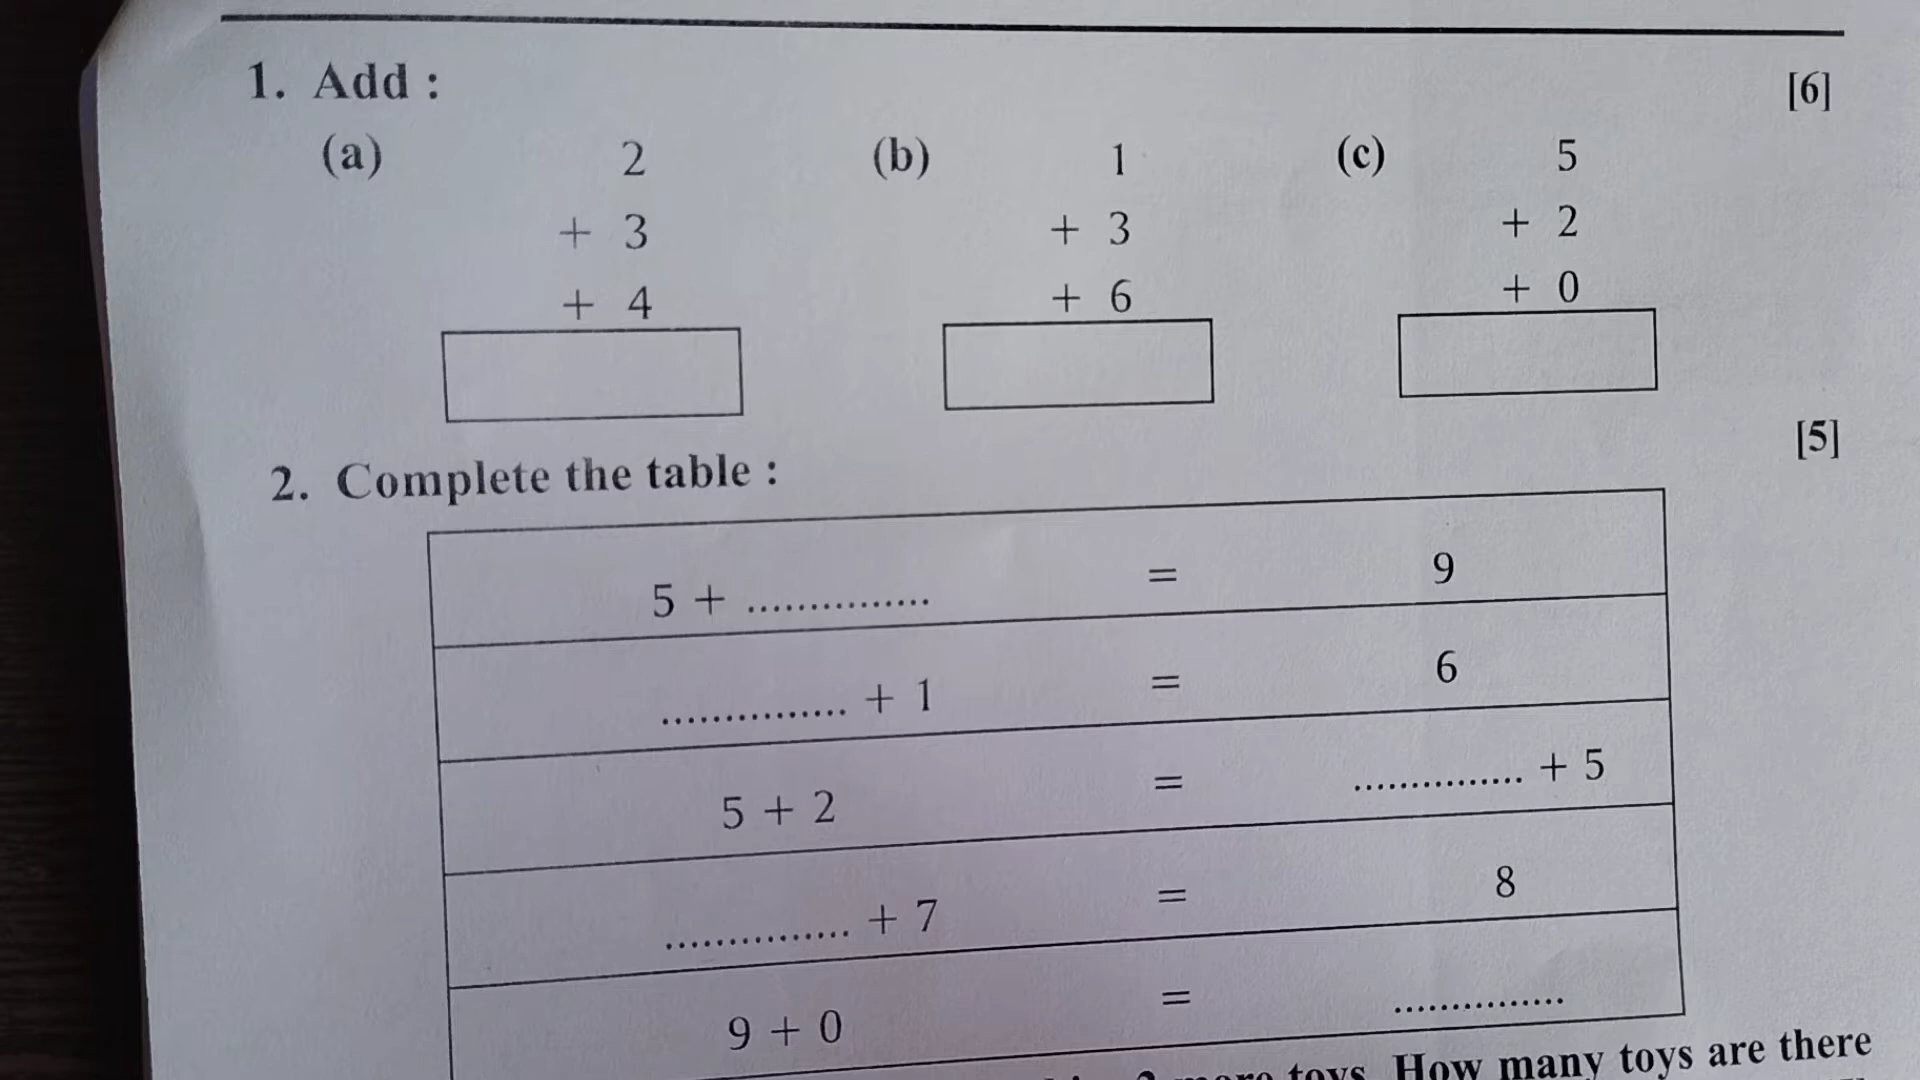 1. Add : [6]
(a) 2 (b) 1 (c) 5
+ 3 + 3 + 2
+ 4 + 6 + 0
2. Complete the table : [5]
5 + ............... = 9
............... + 1 = 6
5 + 2 = ............... + 5
............... + 7 = 8
9 + 0 = ...............
more toys. How many toys are there